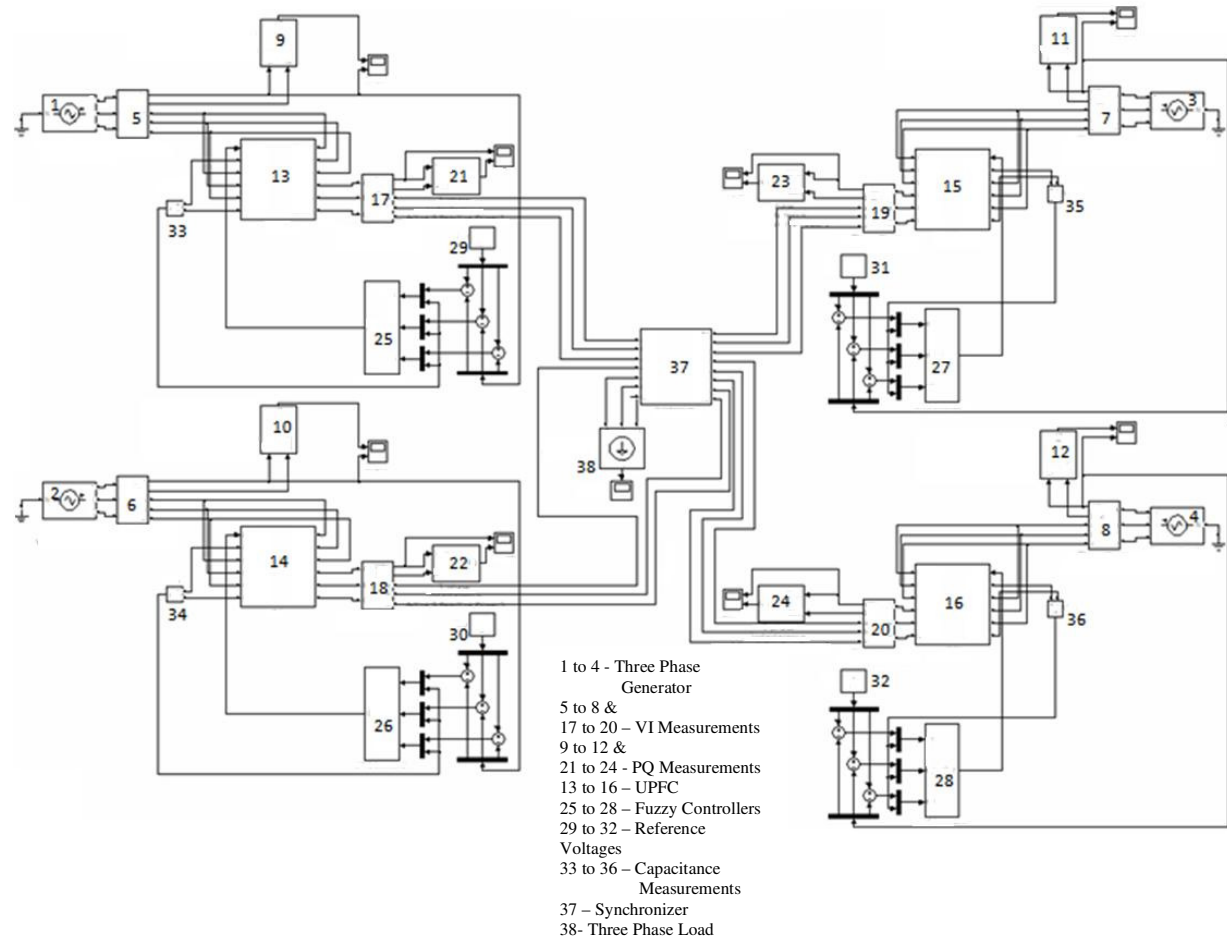 9
1
5
13
17
21
33
29
25
11
3
7
23
15
19
35
31
27
37
38
10
2
6
14
18
22
34
30
26
12
4
8
24
16
20
36
32
28
1 to 4 - Three Phase
Generator
5 to 8 &
17 to 20 – VI Measurements
9 to 12 &
21 to 24 - PQ Measurements
13 to 16 – UPFC
25 to 28 – Fuzzy Controllers
29 to 32 – Reference
Voltages
33 to 36 – Capacitance
Measurements
37 – Synchronizer
38- Three Phase Load